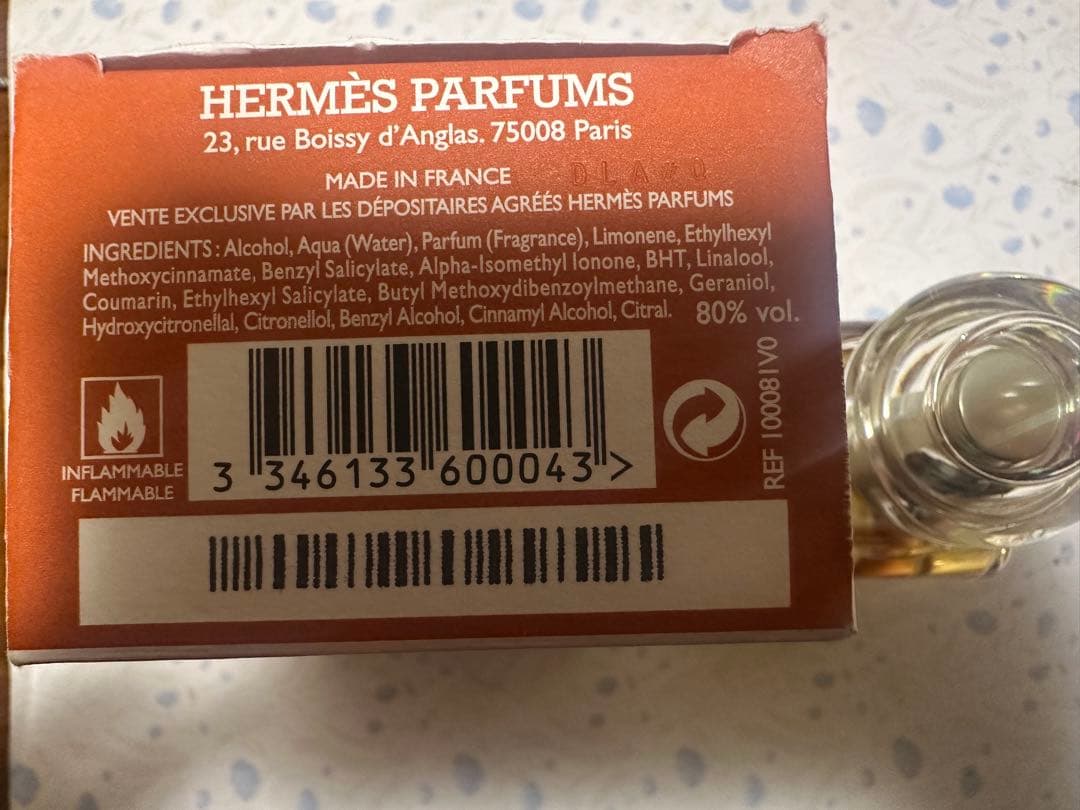 HERMÈS PARFUMS
23, rue Boissy d'Anglas. 75008 Paris
MADE IN FRANCE
VENTE EXCLUSIVE PAR LES DÉPOSITAIRES AGRÉÉS HERMÈS PARFUMS
INGREDIENTS : Alcohol, Aqua (Water), Parfum (Fragrance), Limonene, Ethylhexyl
Methoxycinnamate, Benzyl Salicylate, Alpha-Isomethyl Ionone, BHT, Linalool,
Coumarin, Ethylhexyl Salicylate, Butyl Methoxydibenzoylmethane, Geraniol,
Hydroxycitronellal, Citronellol, Benzyl Alcohol, Cinnamyl Alcohol, Citral. 80% vol.
INFLAMMABLE
FLAMMABLE
3 346133 600043 >
REF 100081V0